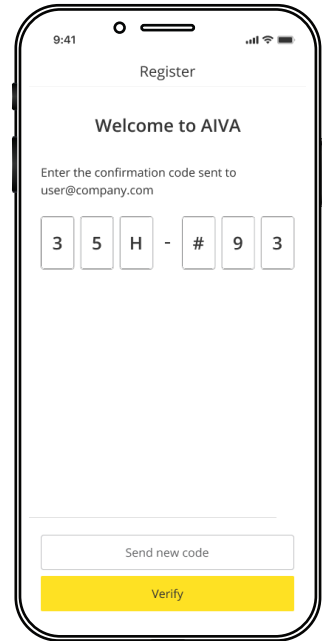 9:41
Register
Welcome to AIVA
Enter the confirmation code sent to
user@company.com
3 5 H - # 9 3
Send new code
Verify